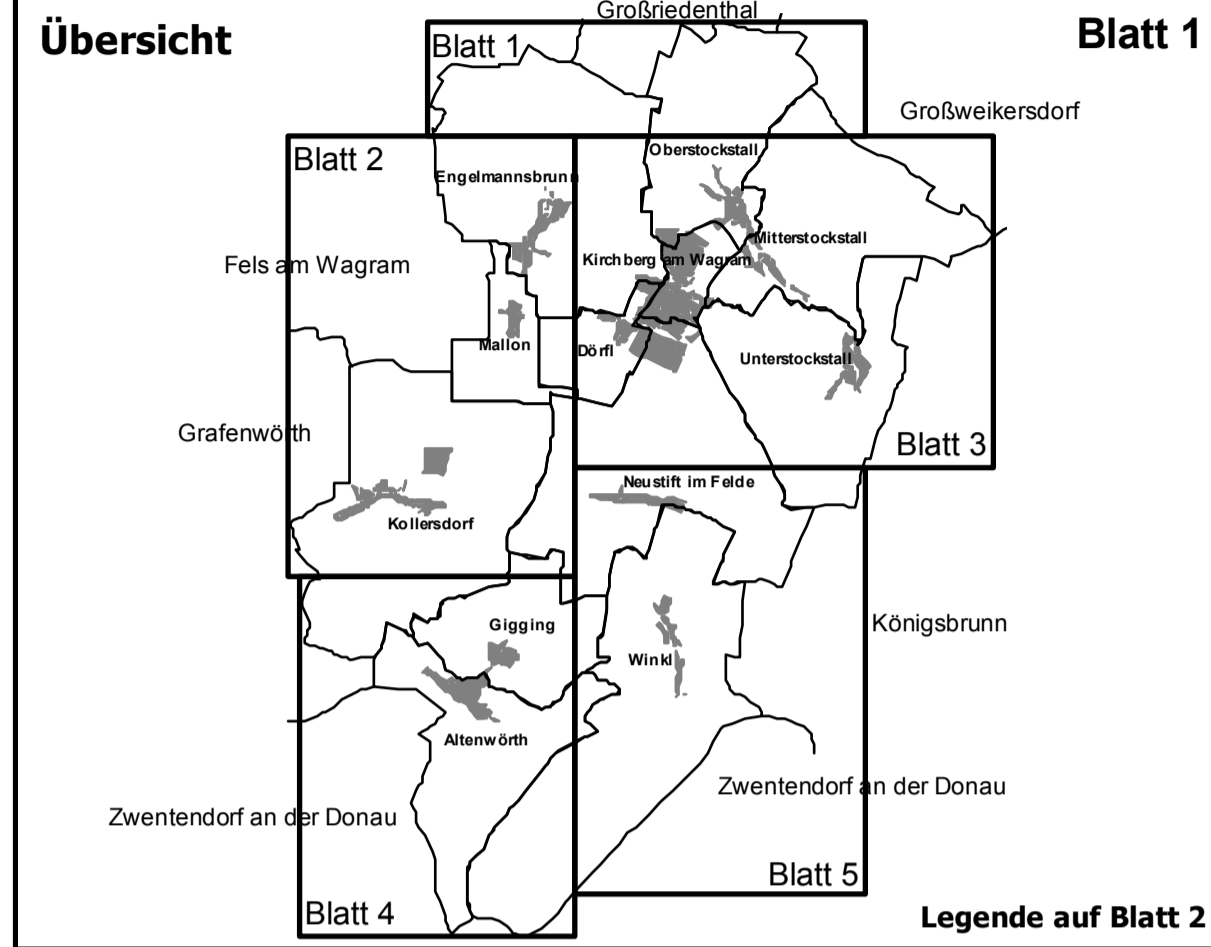 Übersicht
Großriedenthal
Blatt 1
Blatt 1
Großweikersdorf
Blatt 2
Oberstockstall
Engelmannsbrunn
Mitterstockstall
Fels am Wagram
Kirchberg am Wagram
Mallon
Dörfl
Unterstockstall
Grafenwörth
Blatt 3
Neustift im Felde
Kollersdorf
Gigging
Königsbrunn
Winkl
Altenwörth
Zwentendorf an der Donau
Zwentendorf an der Donau
Blatt 5
Blatt 4
Legende auf Blatt 2